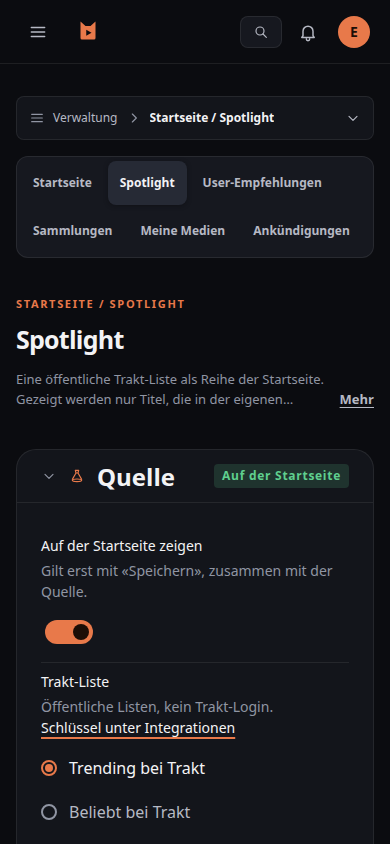 E
Verwaltung > Startseite / Spotlight
Startseite Spotlight User-Empfehlungen
Sammlungen Meine Medien Ankündigungen
STARTSEITE / SPOTLIGHT
Spotlight
Eine öffentliche Trakt-Liste als Reihe der Startseite.
Gezeigt werden nur Titel, die in der eigenen… Mehr
Quelle Auf der Startseite
Auf der Startseite zeigen
Gilt erst mit «Speichern», zusammen mit der
Quelle.
Trakt-Liste
Öffentliche Listen, kein Trakt-Login.
Schlüssel unter Integrationen
Trending bei Trakt
Beliebt bei Trakt